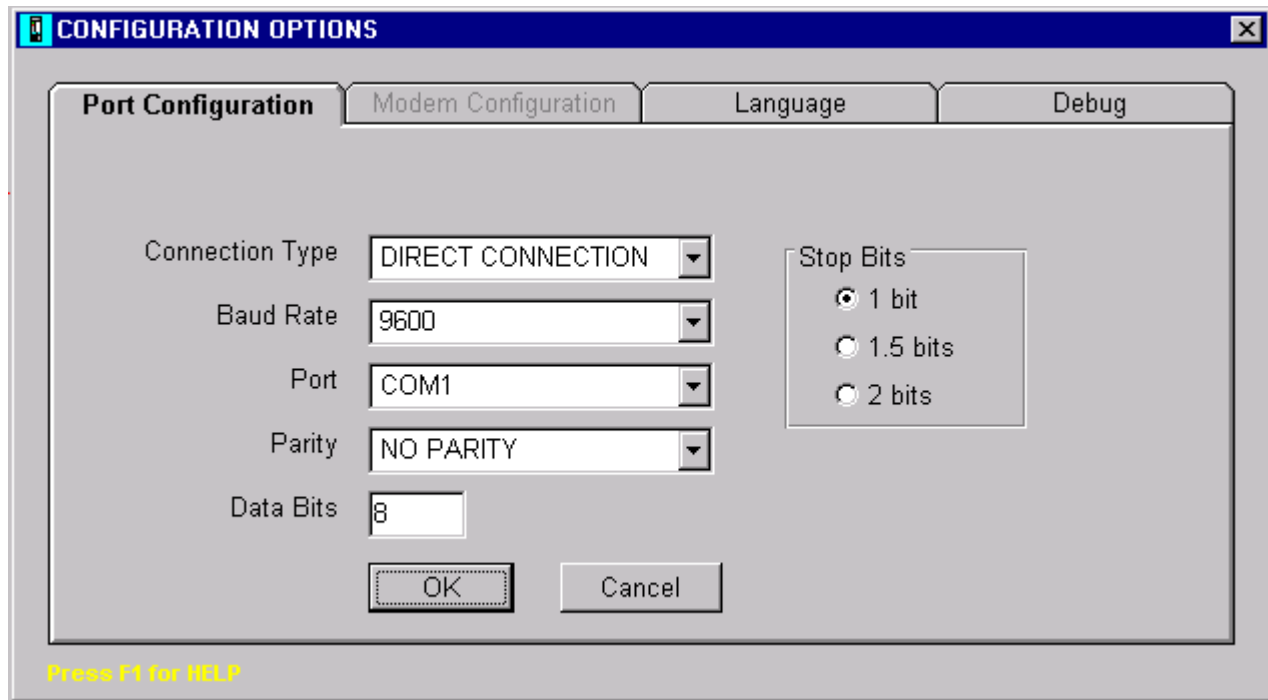 CONFIGURATION OPTIONS
Port Configuration
Modem Configuration
Language
Debug
Connection Type
DIRECT CONNECTION
Baud Rate
9600
Port
COM1
Parity
NO PARITY
Data Bits
8
Stop Bits
1 bit
1.5 bits
2 bits
OK
Cancel
Press F1 for HELP